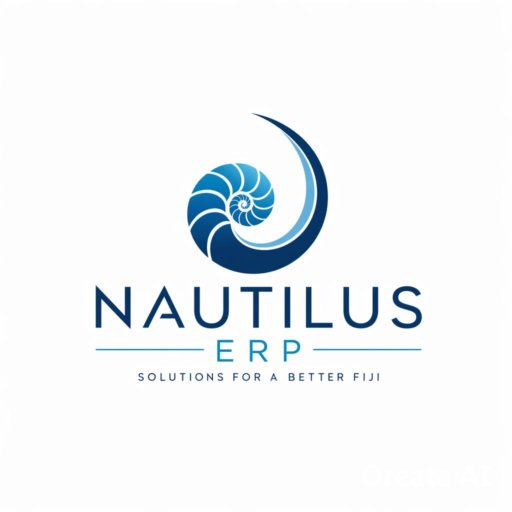 NAUTILUS
ERP
SOLUTIONS FOR A BETTER FIJI